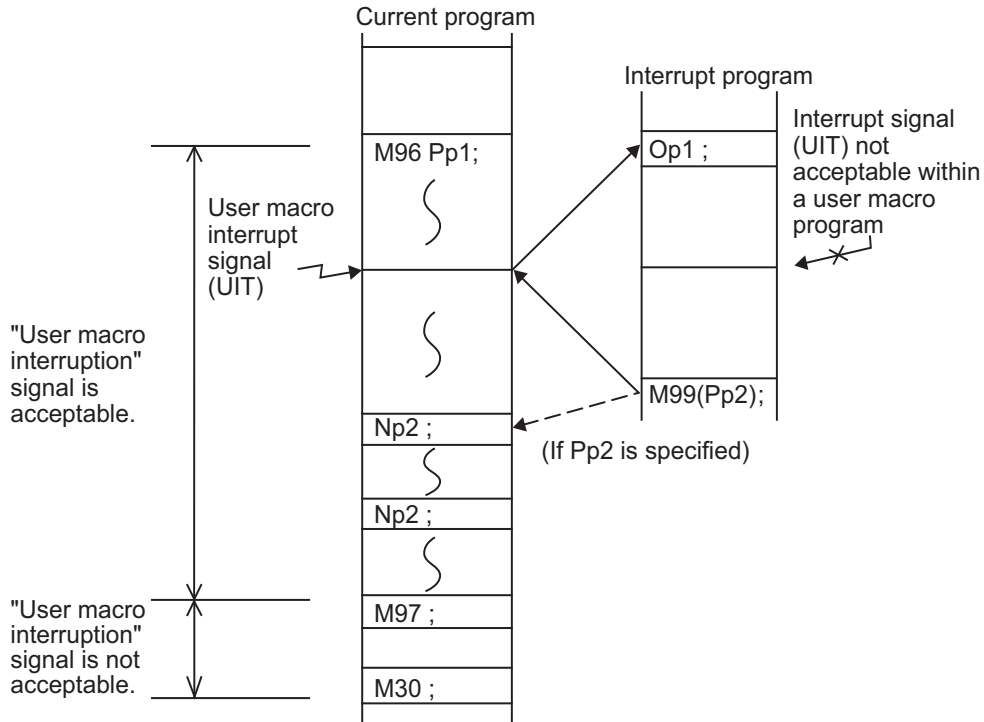 Current program
Interrupt program
M96 Pp1;
Op1 ;
Interrupt signal
(UIT) not
acceptable within
a user macro
program
User macro
interrupt
signal
(UIT)
"User macro
interruption"
signal is
acceptable.
M99(Pp2);
Np2 ;
(If Pp2 is specified)
Np2 ;
"User macro
interruption"
signal is not
acceptable.
M97 ;
M30 ;